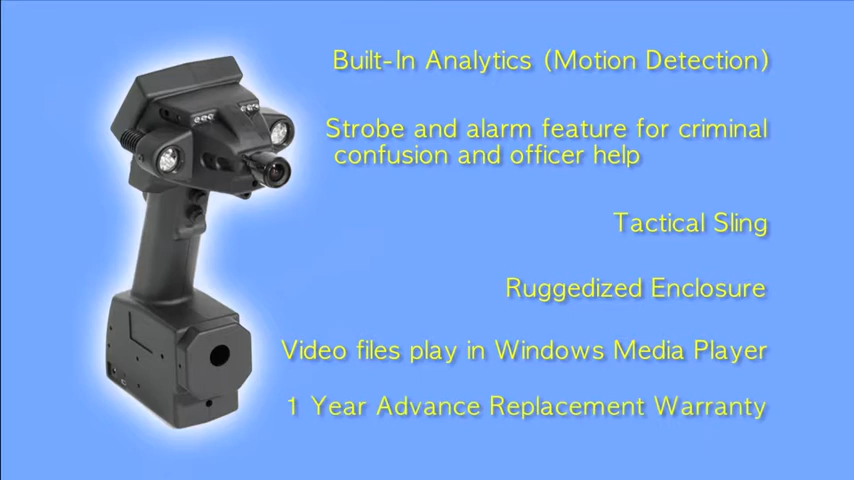 Built-In Analytics (Motion Detection)
Strobe and alarm feature for criminal
confusion and officer help
Tactical Sling
Ruggedized Enclosure
Video files play in Windows Media Player
1 Year Advance Replacement Warranty